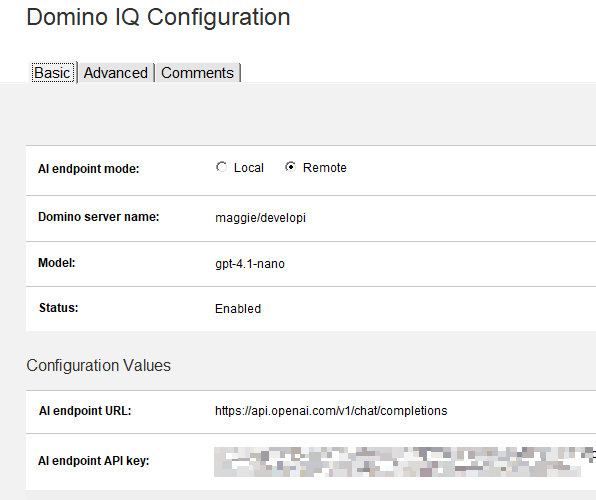 Domino IQ Configuration
Basic Advanced Comments
AI endpoint mode: Local Remote
Domino server name: maggie/developi
Model: gpt-4.1-nano
Status: Enabled
Configuration Values
AI endpoint URL: https://api.openai.com/v1/chat/completions
AI endpoint API key: